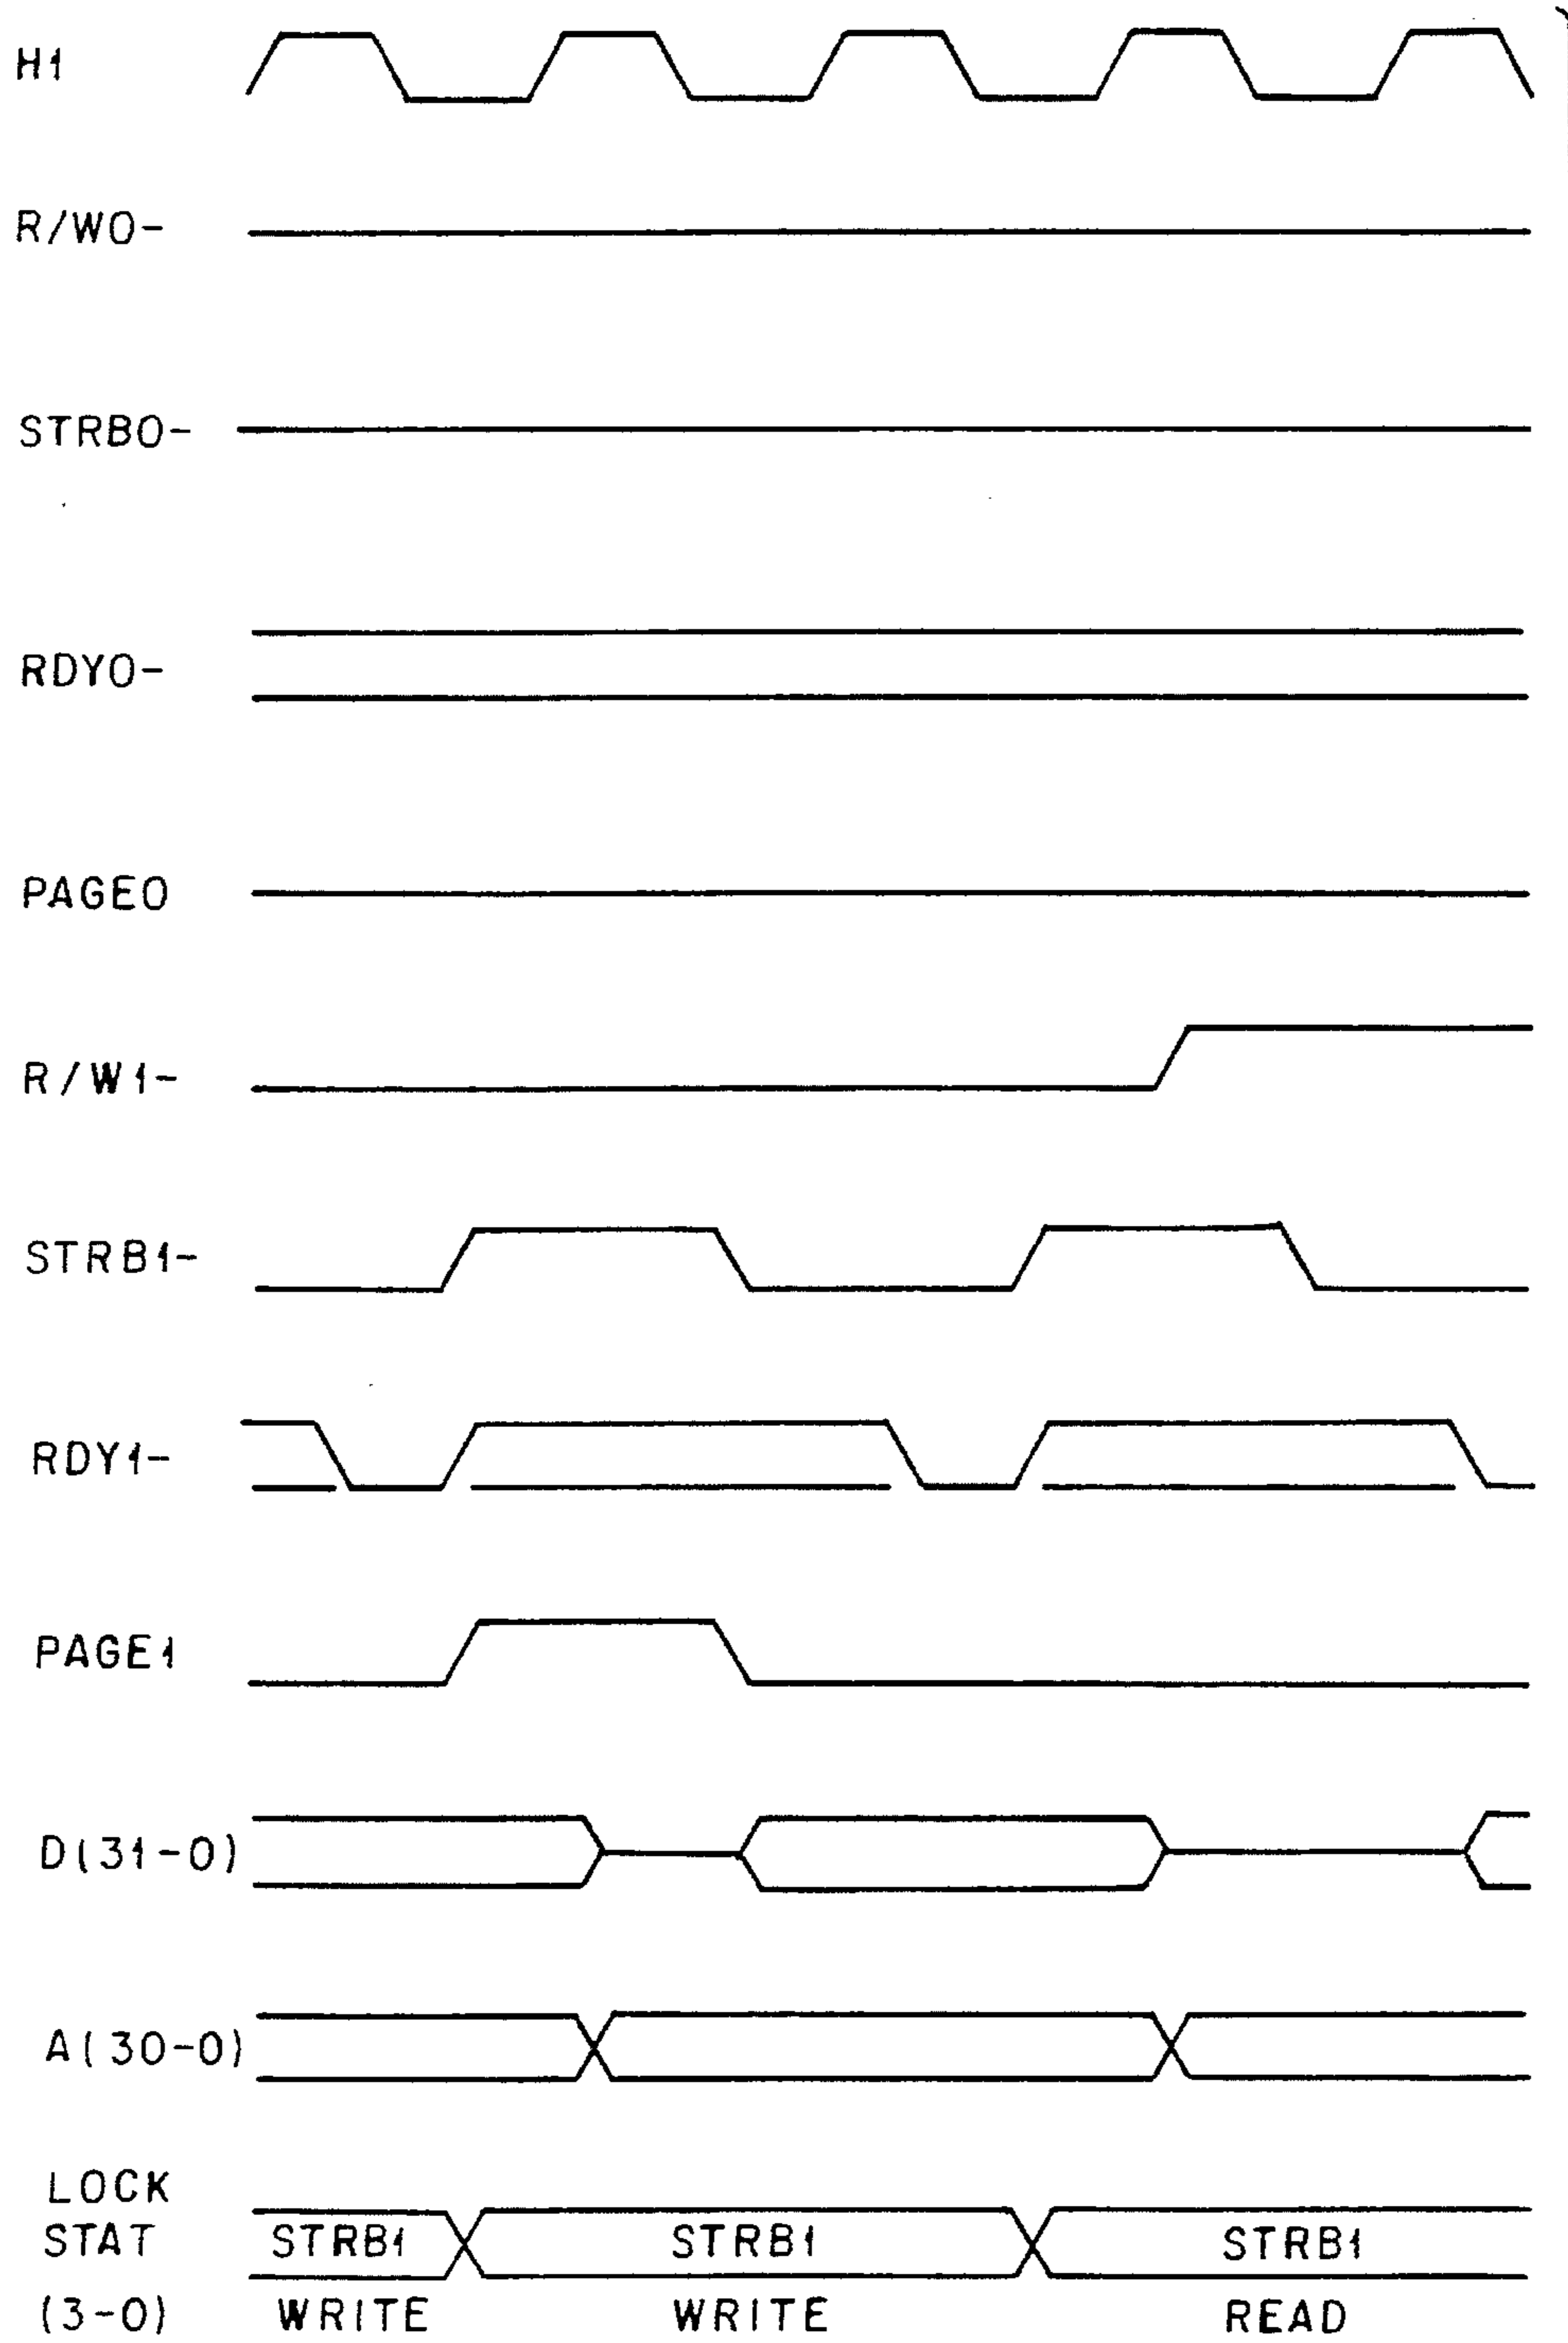 H1
R/W0-
STRB0-
RDY0-
PAGE0
R/W1-
STRB1-
RDY1-
PAGE1
D(31-0)
A(30-0)
LOCK
STAT STRB1 STRB1 STRB1
(3-0) WRITE WRITE READ